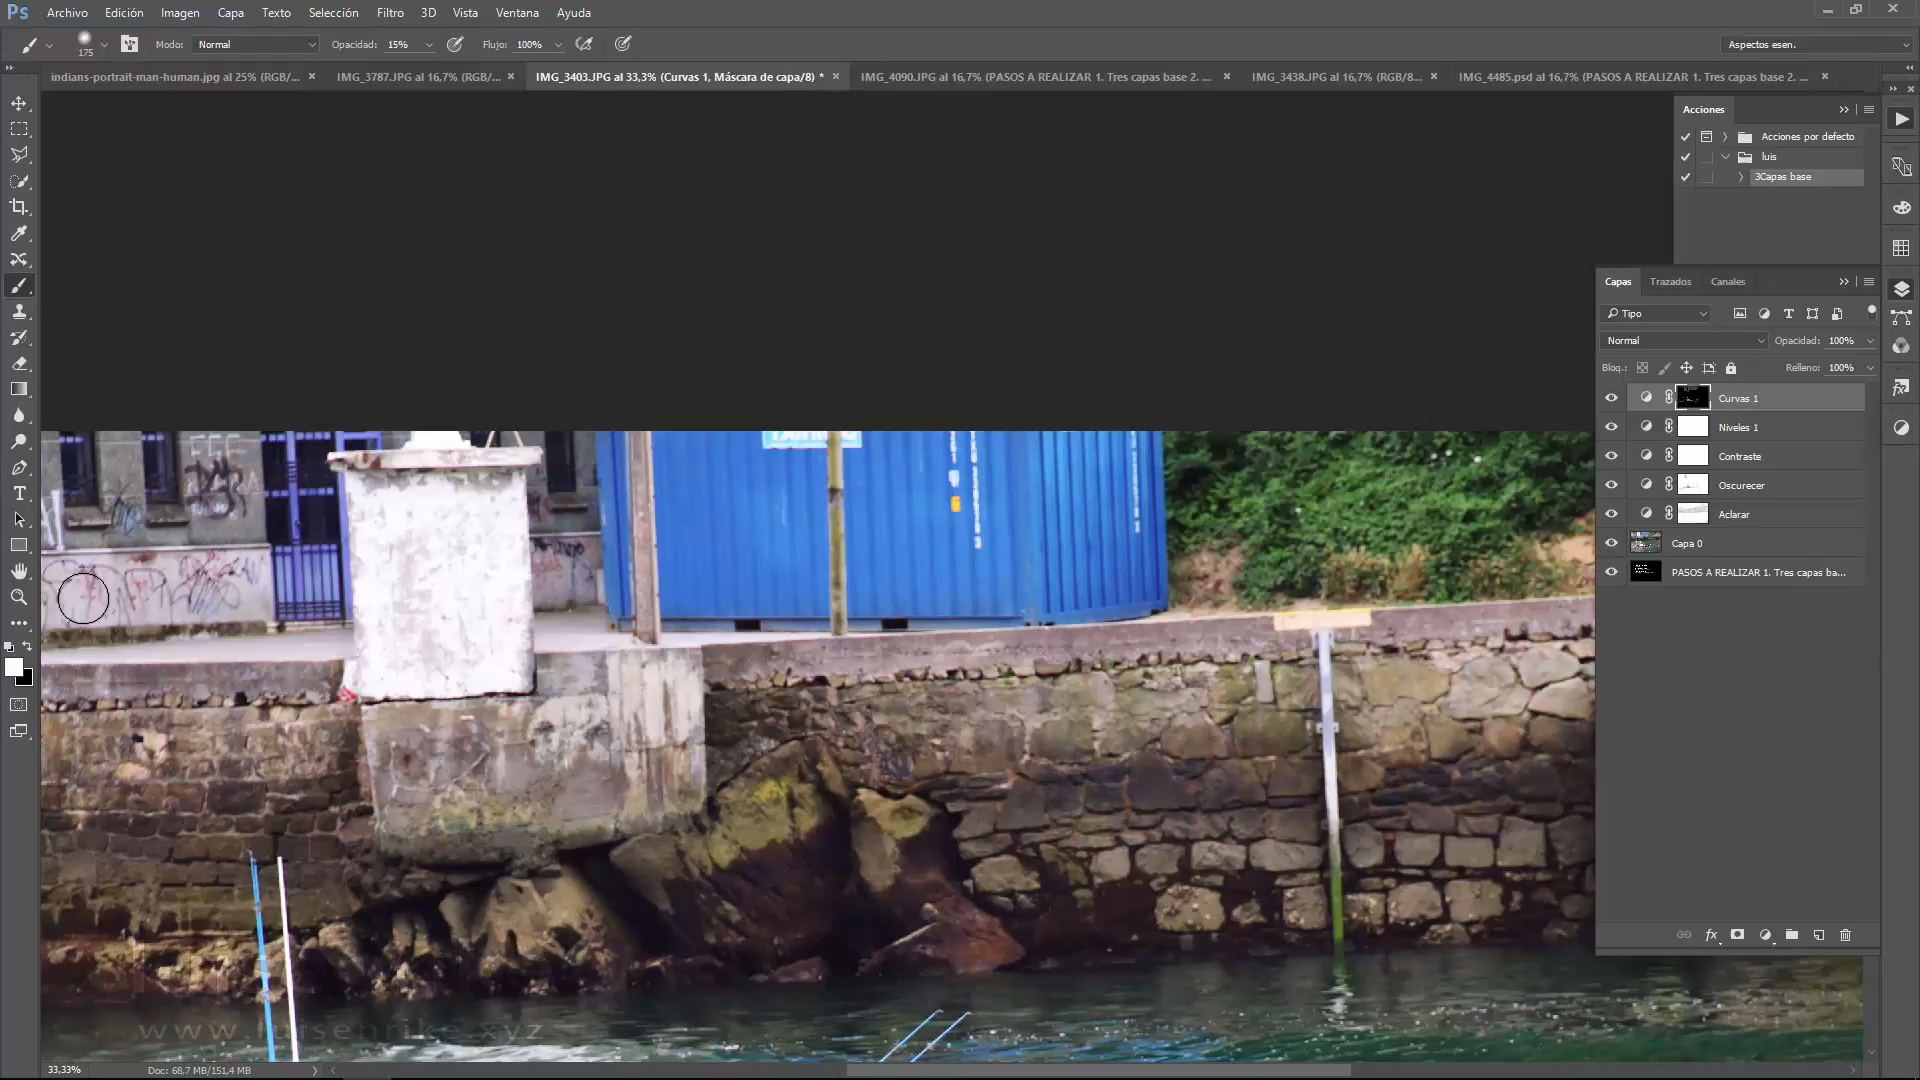 Ps Archivo Edición Imagen Capa Texto Selección Filtro 3D Vista Ventana Ayuda
175 Modo: Normal Opacidad: 15% Flujo: 100% Aspectos esen.
indians-portrait-man-human.jpg al 25% (RGB/... IMG_3787.JPG al 16,7% (RGB/... IMG_3403.JPG al 33,3% (Curvas 1, Máscara de capa/8) * IMG_4090.JPG al 16,7% (PASOS A REALIZAR 1. Tres capas base 2. ... IMG_3438.JPG al 16,7% (RGB/8... IMG_4485.psd al 16,7% (PASOS A REALIZAR 1. Tres capas base 2. ...
Acciones
Acciones por defecto
luis
3Capas base
Capas Trazados Canales
Tipo
Normal Opacidad: 100%
Bloq.: Relleno: 100%
Curvas 1
Niveles 1
Contraste
Oscurecer
Aclarar
Capa 0
PASOS A REALIZAR 1. Tres capas ba...
fx
www.luisenrike.xyz
33,33% Doc: 68,7 MB/151,4 MB